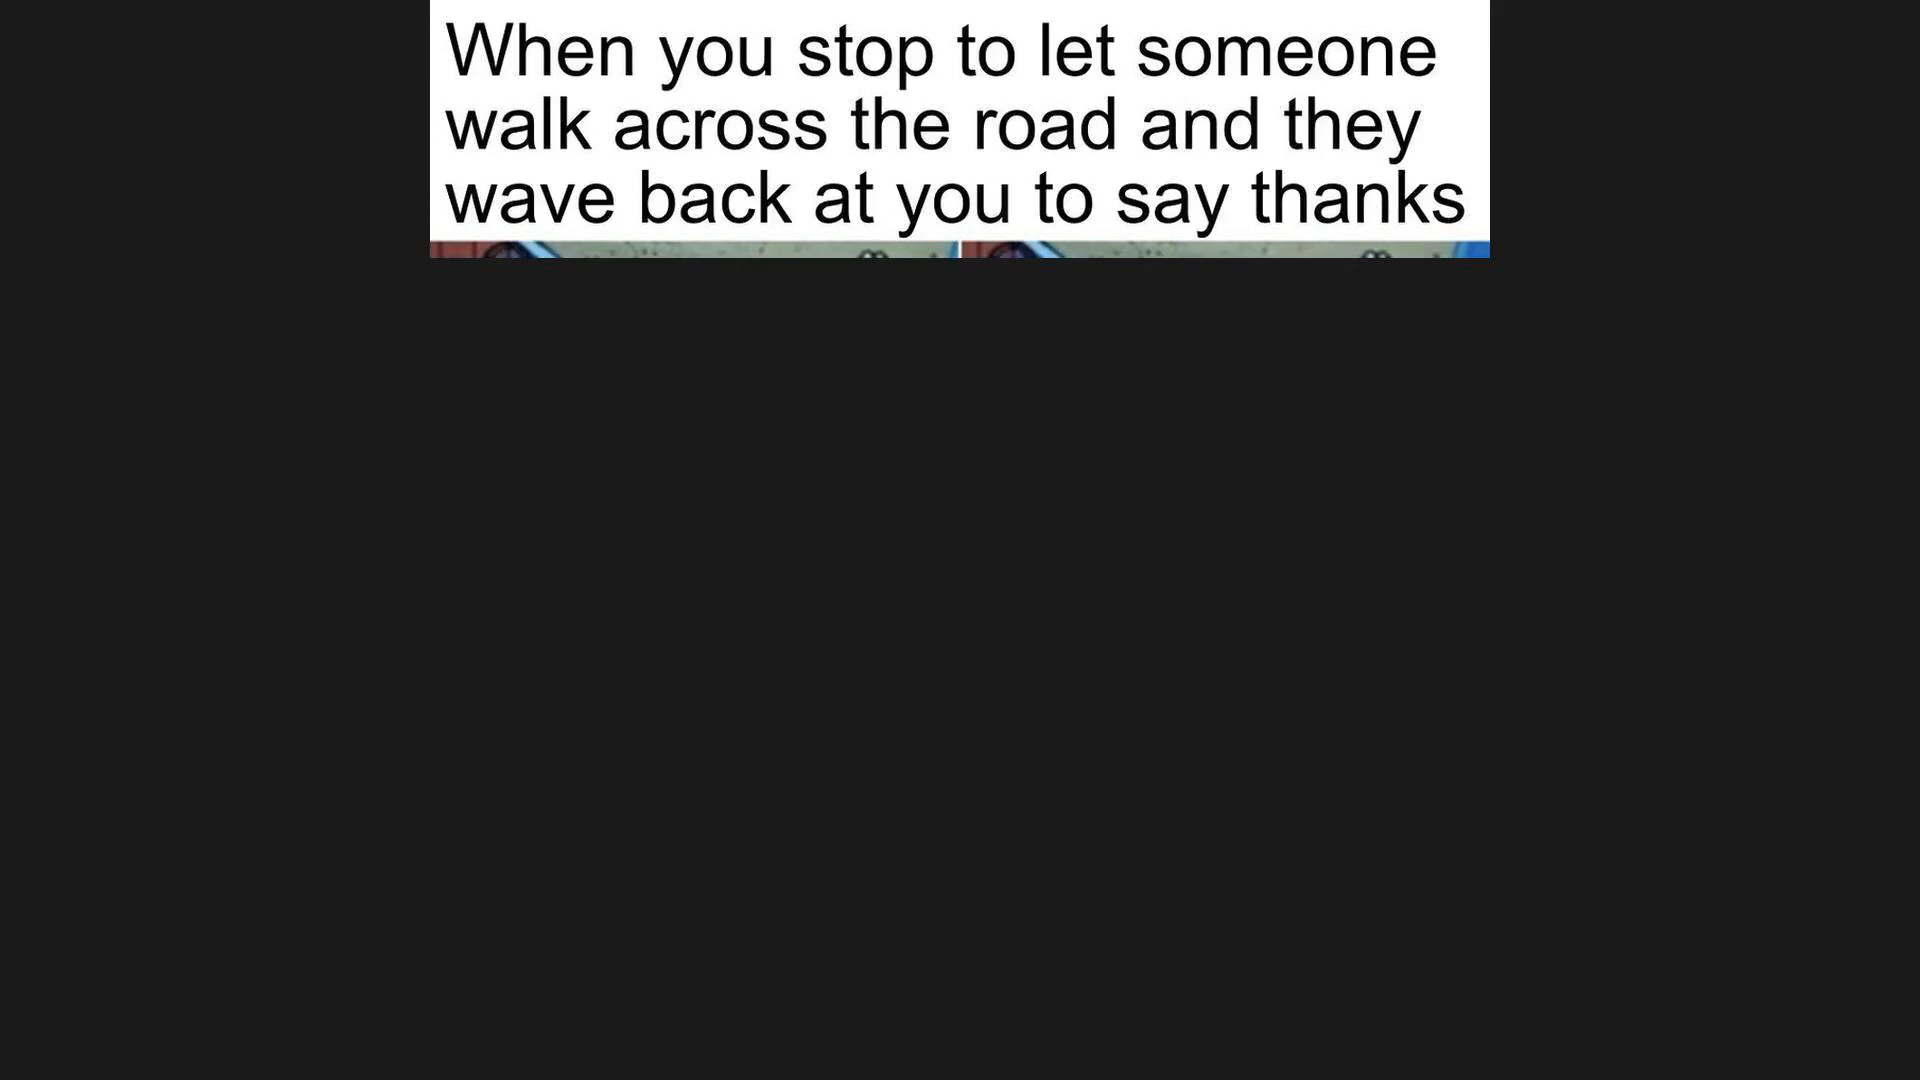 When you stop to let someone
walk across the road and they
wave back at you to say thanks